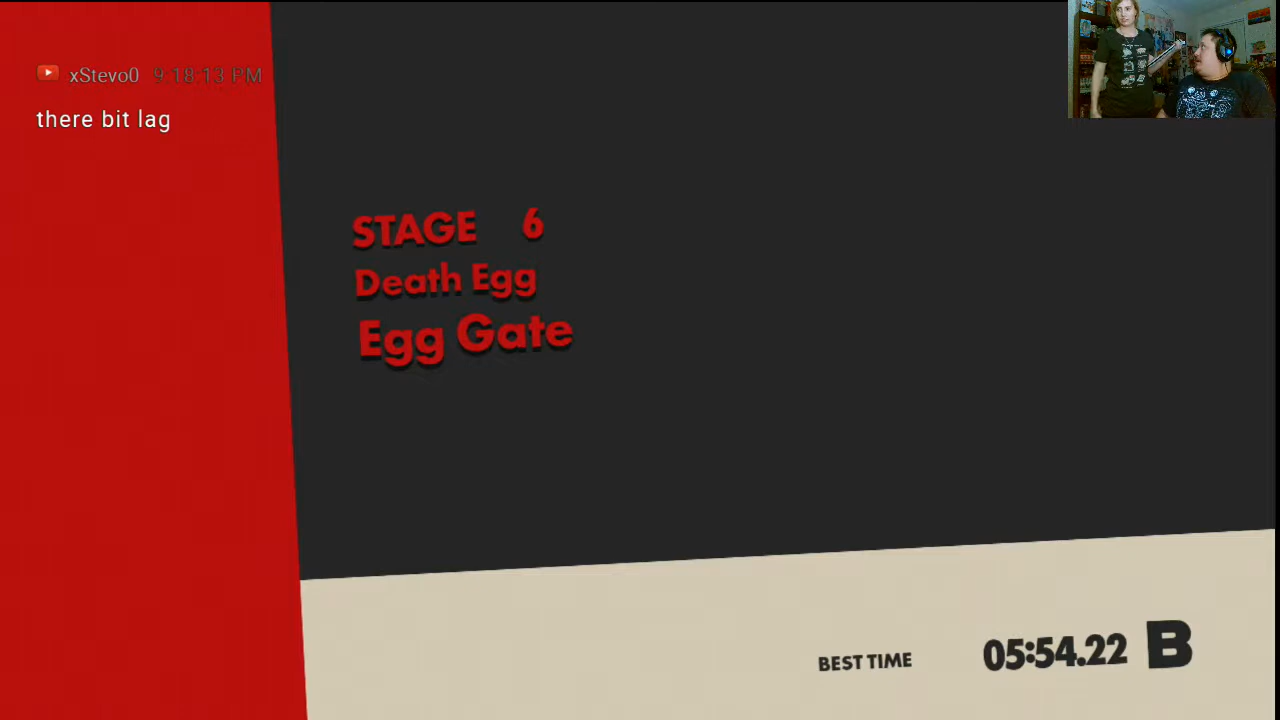 xStevo0 9:18:13 PM
there bit lag
STAGE 6
Death Egg
Egg Gate
BEST TIME 05:54.22 B